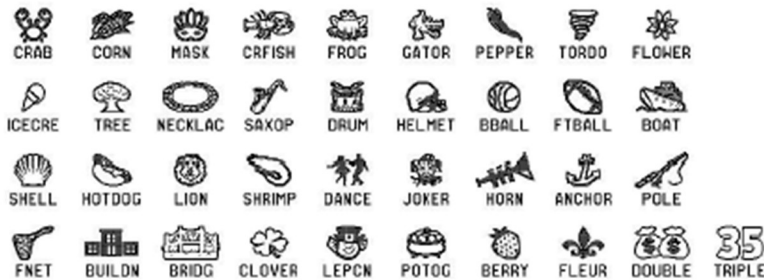 CRAB CORN MASK CRFISH FROG GATOR PEPPER TORDO FLOWER
ICECRE TREE NECKLAC SAXOP DRUM HELMET BBALL FTBALL BOAT
SHELL HOTDOG LION SHRIMP DANCE JOKER HORN ANCHOR POLE
35
FNET BUILDN BRIDG CLOVER LEPCN POTOG BERRY FLEUR DOUBLE TRIPLE